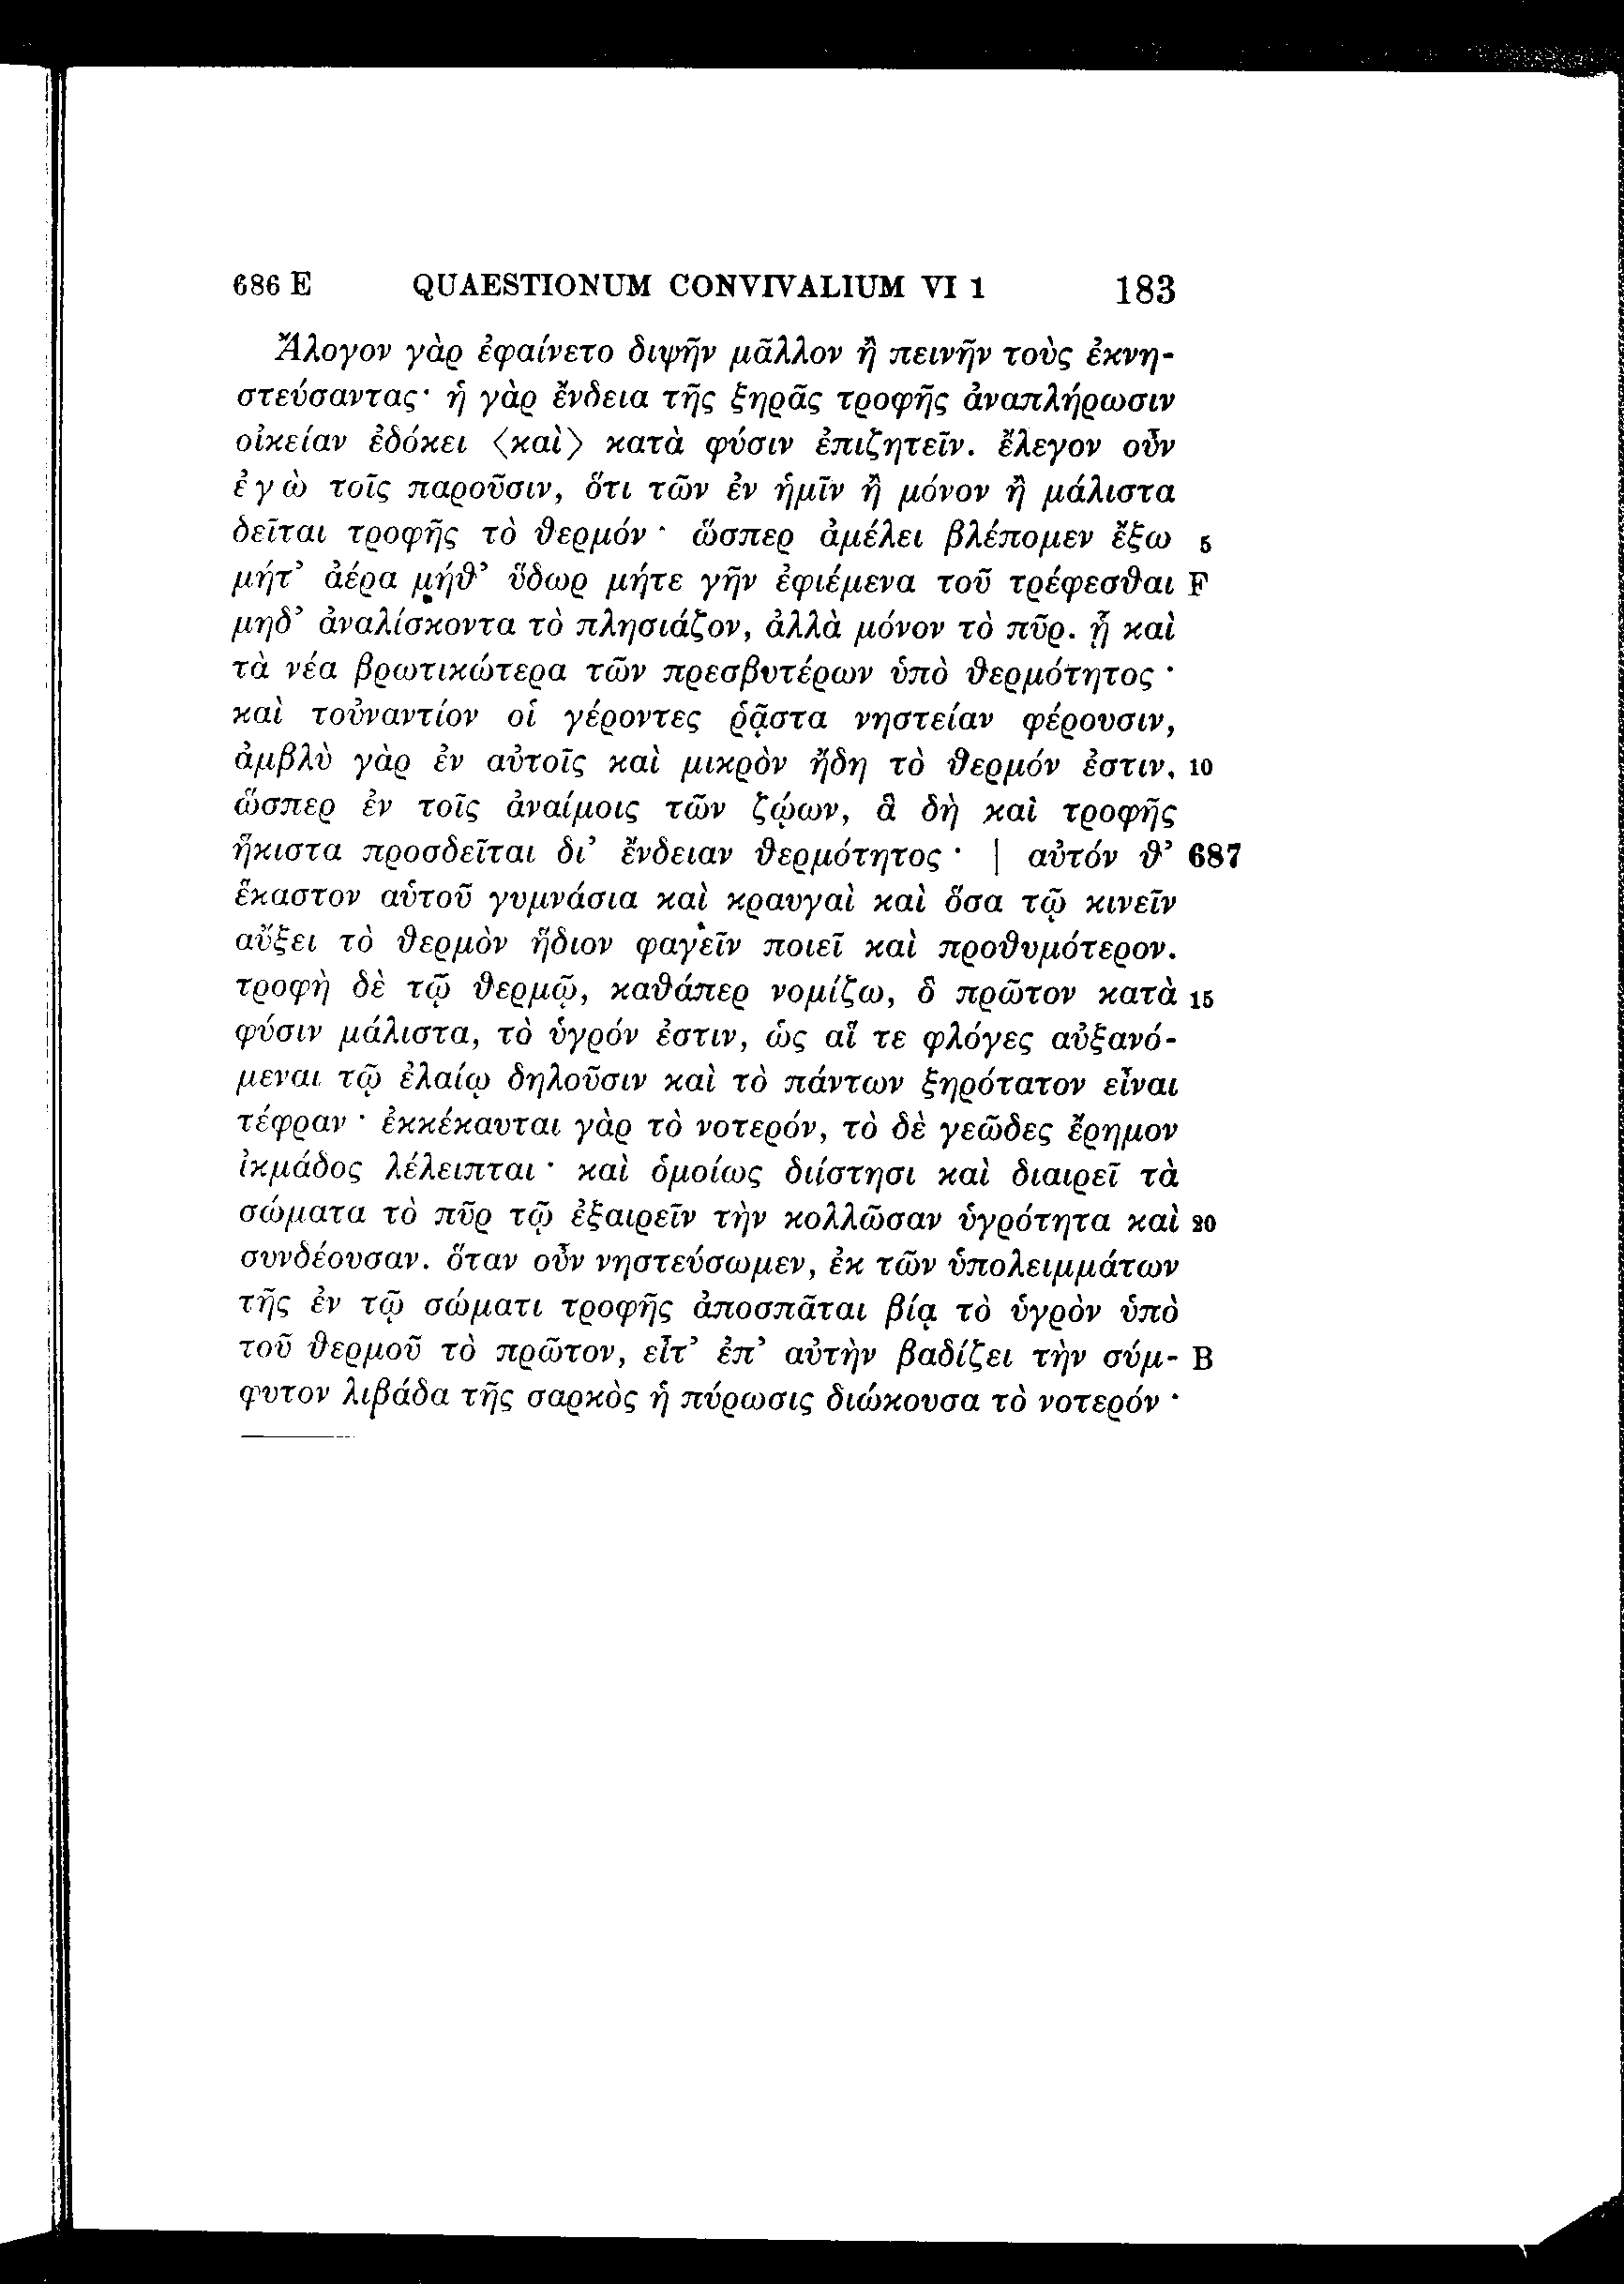 686 E QUAESTIONUM CONVIVALIUM VI 1 183
Ἄλογον γὰρ ἐφαίνετο διψῆν μᾶλλον ἢ πεινῆν τοὺς ἐκνη-
στεύσαντας· ἡ γὰρ ἔνδεια τῆς ξηρᾶς τροφῆς ἀναπλήρωσιν
οἰκείαν ἐδόκει 〈καὶ〉 κατὰ φύσιν ἐπιζητεῖν. ἔλεγον οὖν
ἐγὼ τοῖς παροῦσιν, ὅτι τῶν ἐν ἡμῖν ἢ μόνον ἢ μάλιστα
δεῖται τροφῆς τὸ θερμόν· ὥσπερ ἀμέλει βλέπομεν ἔξω 5
μήτ’ ἀέρα μήθ’ ὕδωρ μήτε γῆν ἐφιέμενα τοῦ τρέφεσθαι F
μηδ’ ἀναλίσκοντα τὸ πλησιάζον, ἀλλὰ μόνον τὸ πῦρ. ᾗ καὶ
τὰ νέα βρωτικώτερα τῶν πρεσβυτέρων ὑπὸ θερμότητος·
καὶ τοὐναντίον οἱ γέροντες ῥᾷστα νηστείαν φέρουσιν,
ἀμβλὺ γὰρ ἐν αὐτοῖς καὶ μικρὸν ἤδη τὸ θερμόν ἐστιν, 10
ὥσπερ ἐν τοῖς ἀναίμοις τῶν ζῴων, ἃ δὴ καὶ τροφῆς
ἥκιστα προσδεῖται δι’ ἔνδειαν θερμότητος· | αὐτόν θ’ 687
ἕκαστον αὑτοῦ γυμνάσια καὶ κραυγαὶ καὶ ὅσα τῷ κινεῖν
αὔξει τὸ θερμὸν ἥδιον φαγεῖν ποιεῖ καὶ προθυμότερον.
τροφὴ δὲ τῷ θερμῷ, καθάπερ νομίζω, ὃ πρῶτον κατὰ 15
φύσιν μάλιστα, τὸ ὑγρόν ἐστιν, ὡς αἵ τε φλόγες αὐξανό-
μεναι τῷ ἐλαίῳ δηλοῦσιν καὶ τὸ πάντων ξηρότατον εἶναι
τέφραν· ἐκκέκαυται γὰρ τὸ νοτερόν, τὸ δὲ γεῶδες ἔρημον
ἰκμάδος λέλειπται· καὶ ὁμοίως διίστησι καὶ διαιρεῖ τὰ
σώματα τὸ πῦρ τῷ ἐξαιρεῖν τὴν κολλῶσαν ὑγρότητα καὶ 20
συνδέουσαν. ὅταν οὖν νηστεύσωμεν, ἐκ τῶν ὑπολειμμάτων
τῆς ἐν τῷ σώματι τροφῆς ἀποσπᾶται βίᾳ τὸ ὑγρὸν ὑπὸ
τοῦ θερμοῦ τὸ πρῶτον, εἶτ’ ἐπ’ αὐτὴν βαδίζει τὴν σύμ- B
φυτον λιβάδα τῆς σαρκὸς ἡ πύρωσις διώκουσα τὸ νοτερόν·